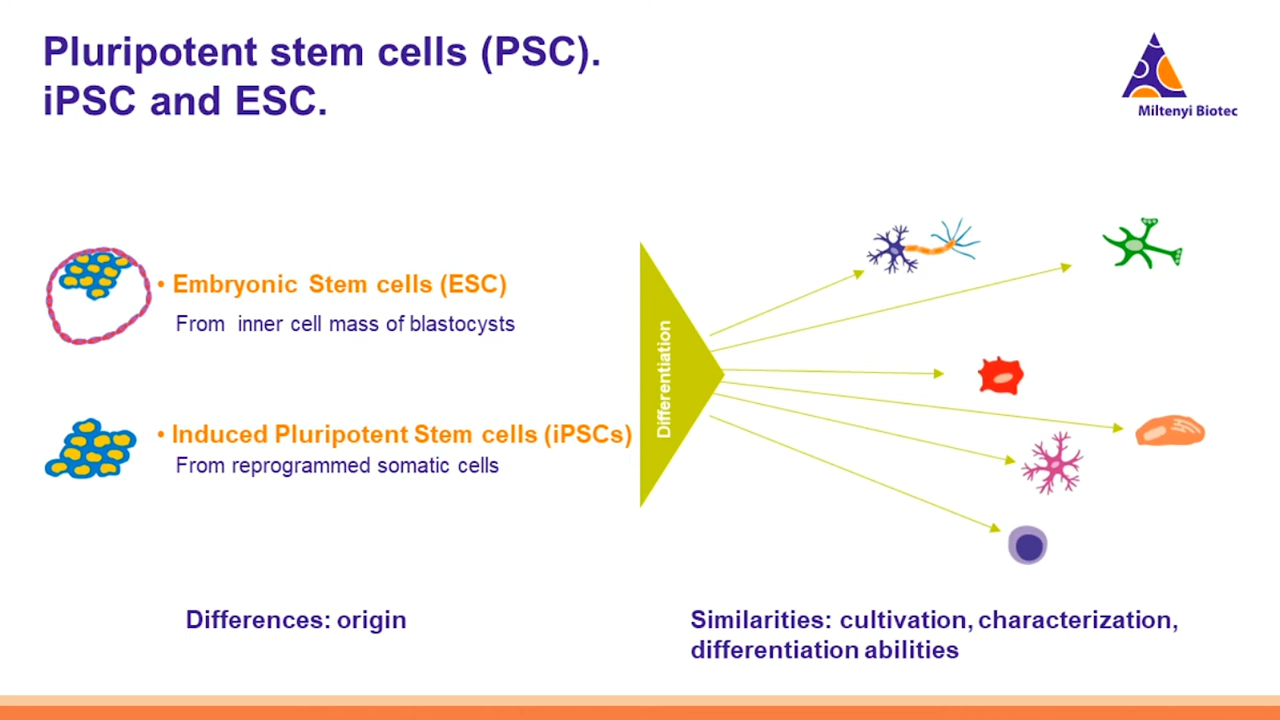 Pluripotent stem cells (PSC).
iPSC and ESC.
Miltenyi Biotec
• Embryonic Stem cells (ESC)
From inner cell mass of blastocysts
• Induced Pluripotent Stem cells (iPSCs)
From reprogrammed somatic cells
Differentiation
Differences: origin
Similarities: cultivation, characterization,
differentiation abilities